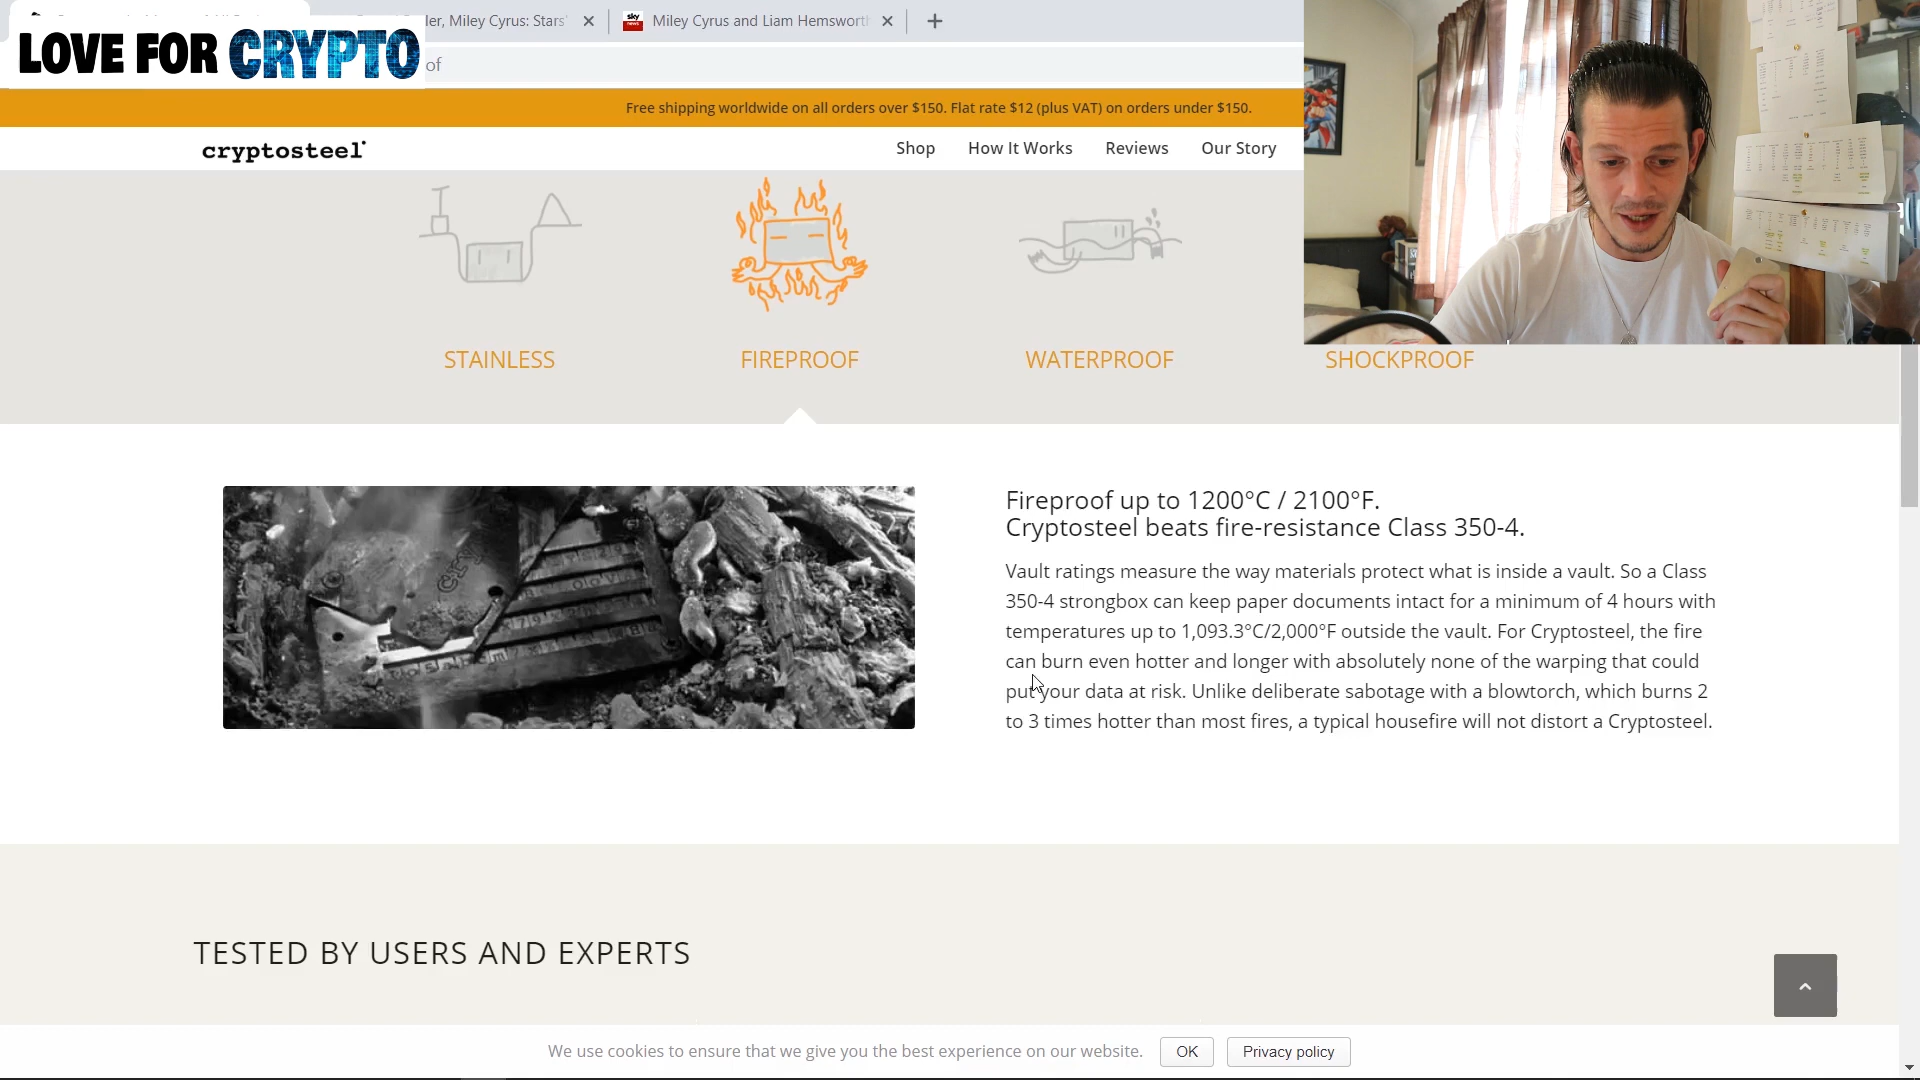 ler, Miley Cyrus: Stars'
sky news
Miley Cyrus and Liam Hemsworth
LOVE FOR CRYPTO
of
Free shipping worldwide on all orders over $150. Flat rate $12 (plus VAT) on orders under $150.
cryptosteel
Shop How It Works Reviews Our Story
STAINLESS FIREPROOF WATERPROOF SHOCKPROOF
Fireproof up to 1200°C / 2100°F.
Cryptosteel beats fire-resistance Class 350-4.
Vault ratings measure the way materials protect what is inside a vault. So a Class
350-4 strongbox can keep paper documents intact for a minimum of 4 hours with
temperatures up to 1,093.3°C/2,000°F outside the vault. For Cryptosteel, the fire
can burn even hotter and longer with absolutely none of the warping that could
put your data at risk. Unlike deliberate sabotage with a blowtorch, which burns 2
to 3 times hotter than most fires, a typical housefire will not distort a Cryptosteel.
TESTED BY USERS AND EXPERTS
We use cookies to ensure that we give you the best experience on our website. OK Privacy policy